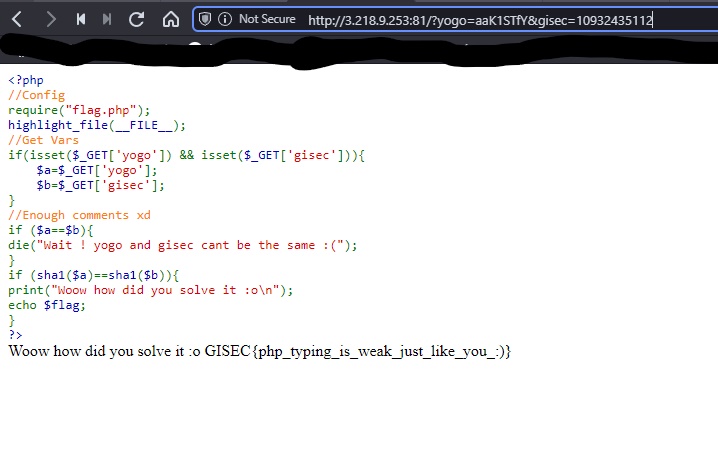 Not Secure http://3.218.9.253:81/?yogo=aaK1STfY&gisec=10932435112
<?php
//Config
require("flag.php");
highlight_file(__FILE__);
//Get Vars
if(isset($_GET['yogo']) && isset($_GET['gisec'])){
    $a=$_GET['yogo'];
    $b=$_GET['gisec'];
}
//Enough comments xd
if ($a==$b){
die("Wait ! yogo and gisec cant be the same :(");
}
if (sha1($a)==sha1($b)){
print("Woow how did you solve it :o\n");
echo $flag;
}
?>
Woow how did you solve it :o GISEC{php_typing_is_weak_just_like_you_:)}